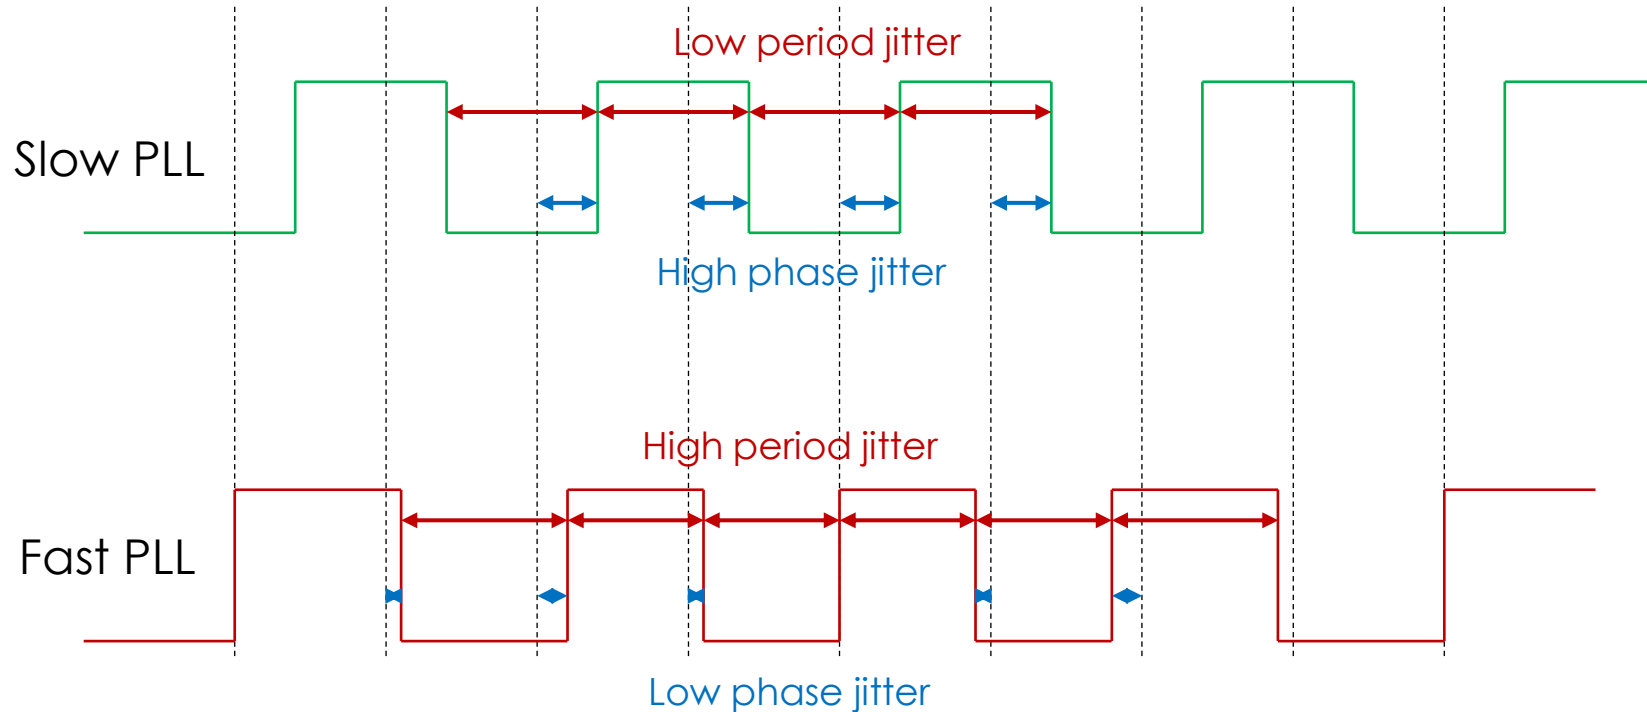 Low period jitter
Slow PLL
High phase jitter
High period jitter
Fast PLL
Low phase jitter